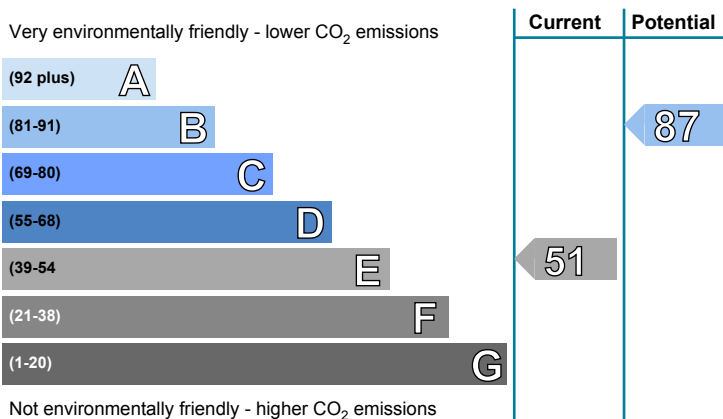 Very environmentally friendly - lower CO₂ emissions
Current
Potential
(92 plus) A
(81-91) B
87
(69-80) C
(55-68) D
(39-54 E
51
(21-38) F
(1-20) G
Not environmentally friendly - higher CO₂ emissions